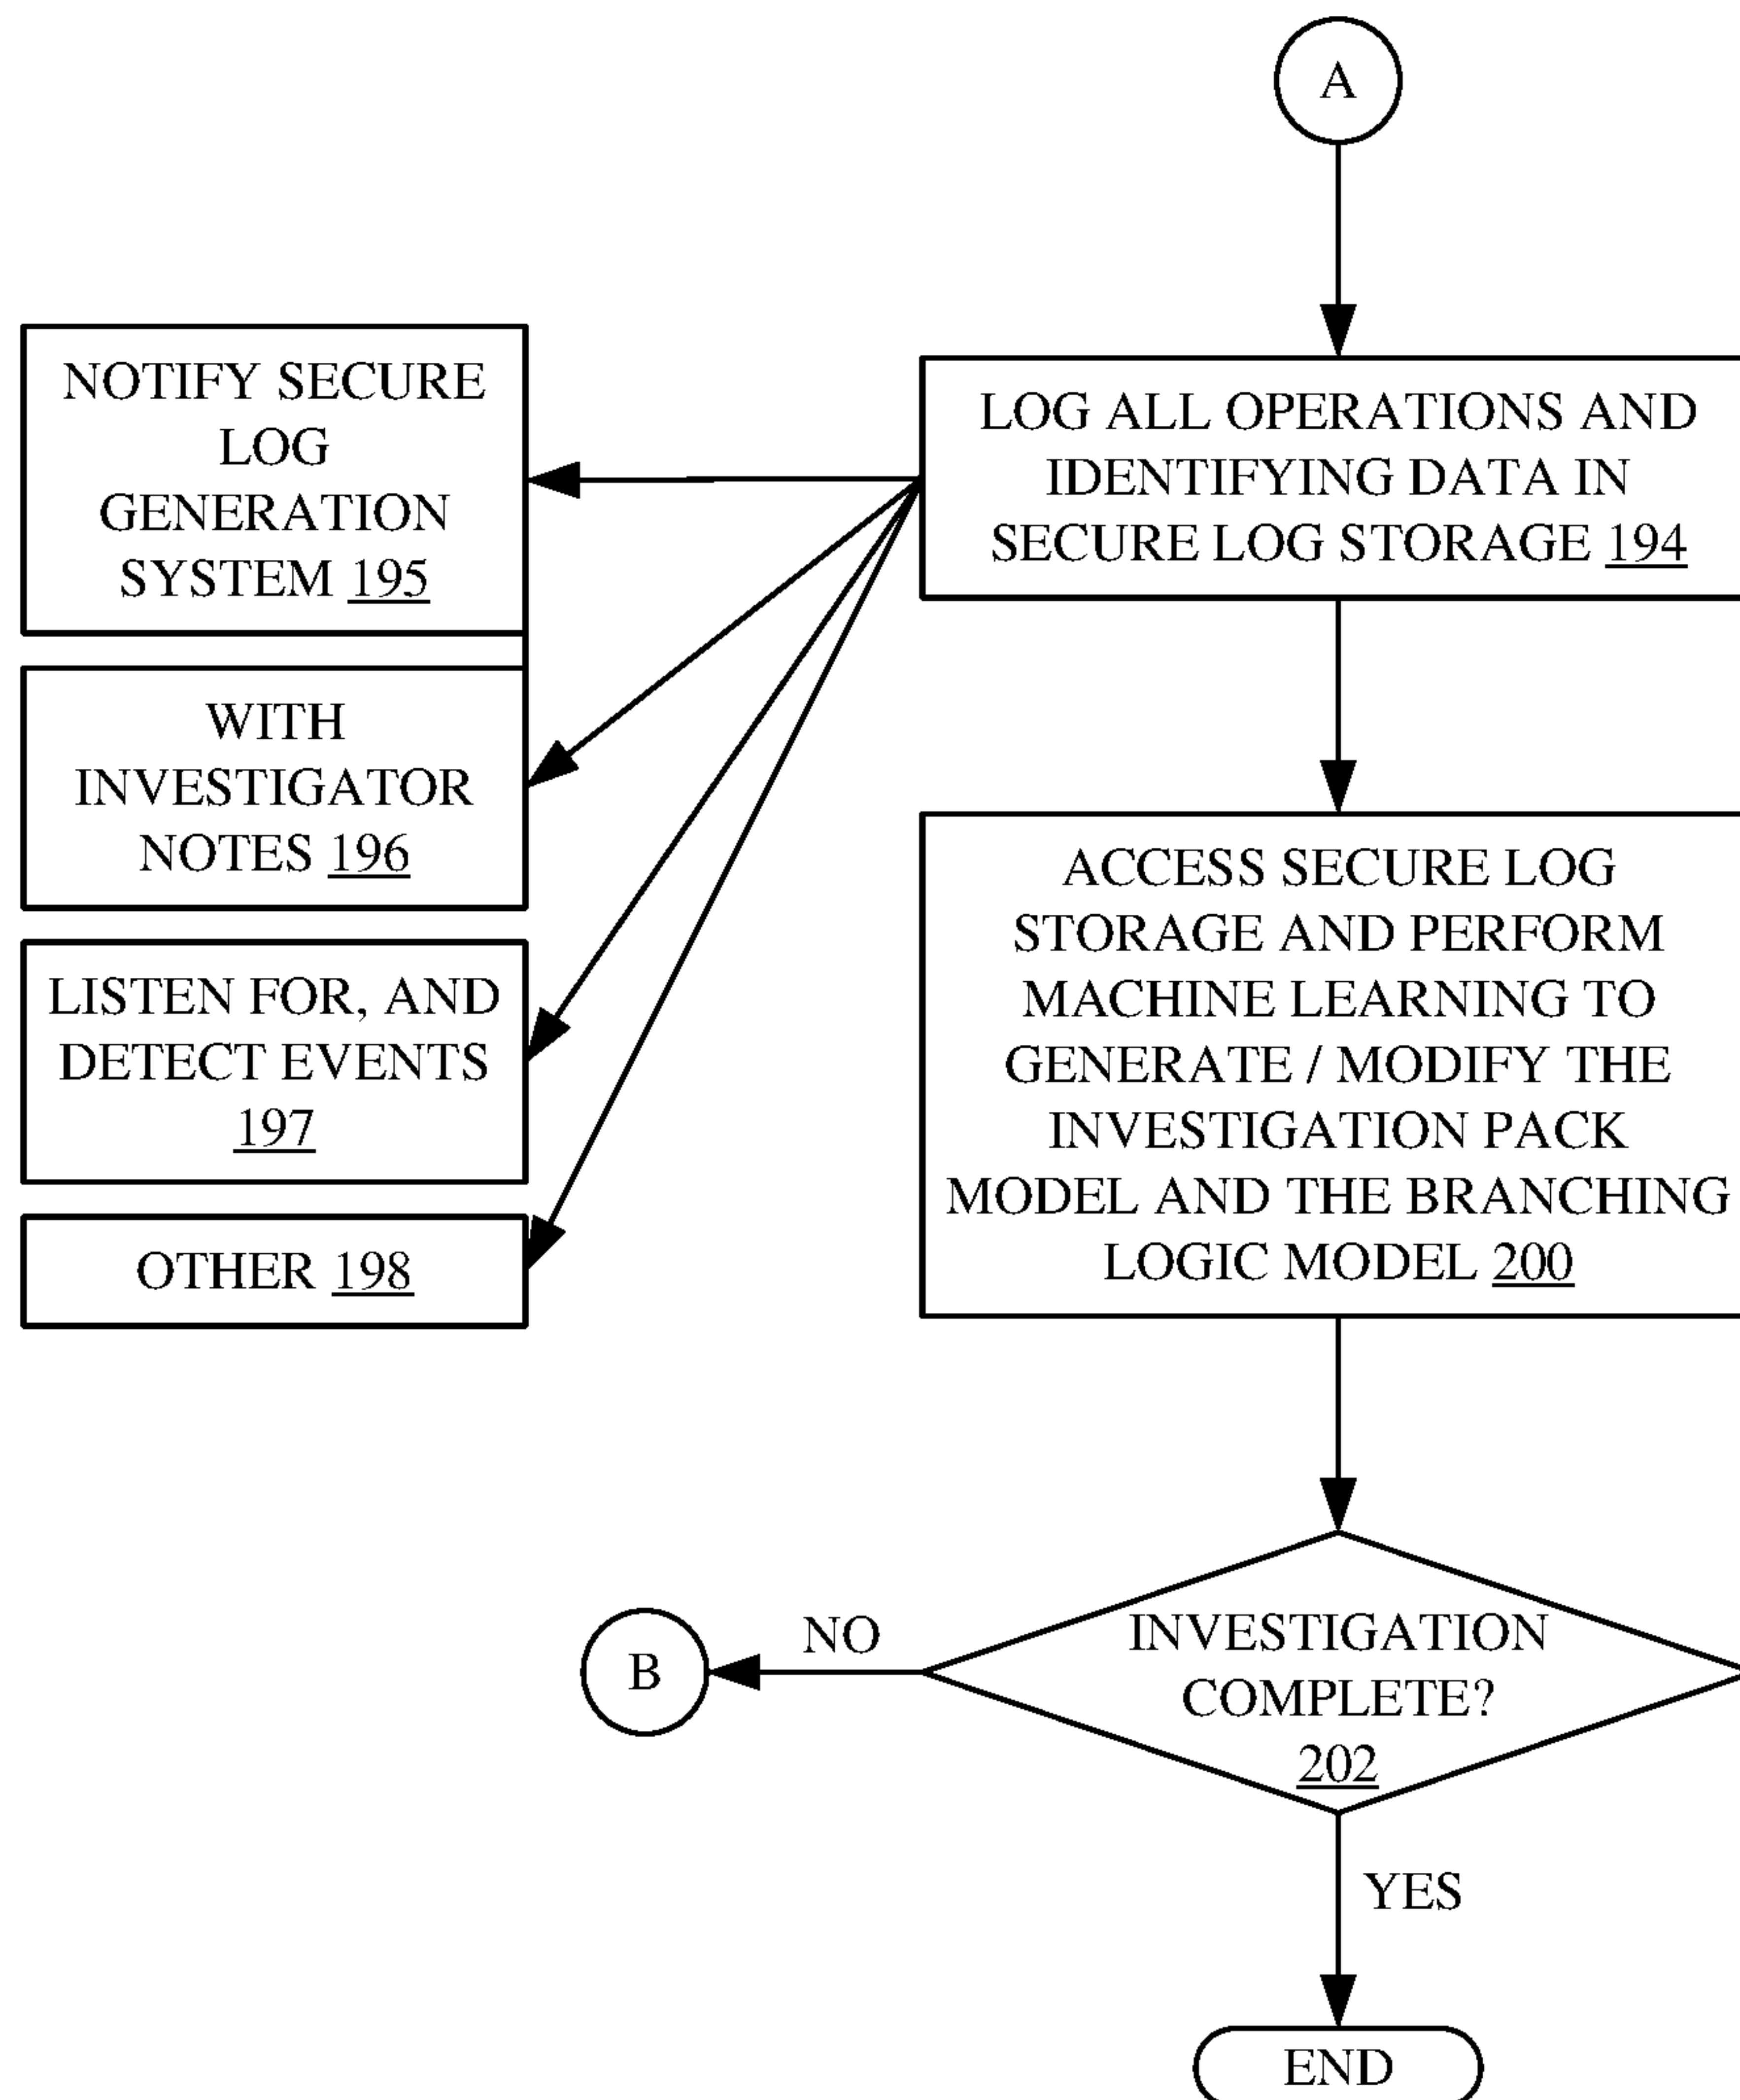 A
LOG ALL OPERATIONS AND
IDENTIFYING DATA IN
SECURE LOG STORAGE 194
NOTIFY SECURE
LOG
GENERATION
SYSTEM 195
WITH
INVESTIGATOR
NOTES 196
LISTEN FOR, AND
DETECT EVENTS
197
OTHER 198
ACCESS SECURE LOG
STORAGE AND PERFORM
MACHINE LEARNING TO
GENERATE / MODIFY THE
INVESTIGATION PACK
MODEL AND THE BRANCHING
LOGIC MODEL 200
INVESTIGATION
COMPLETE?
202
NO
B
YES
END